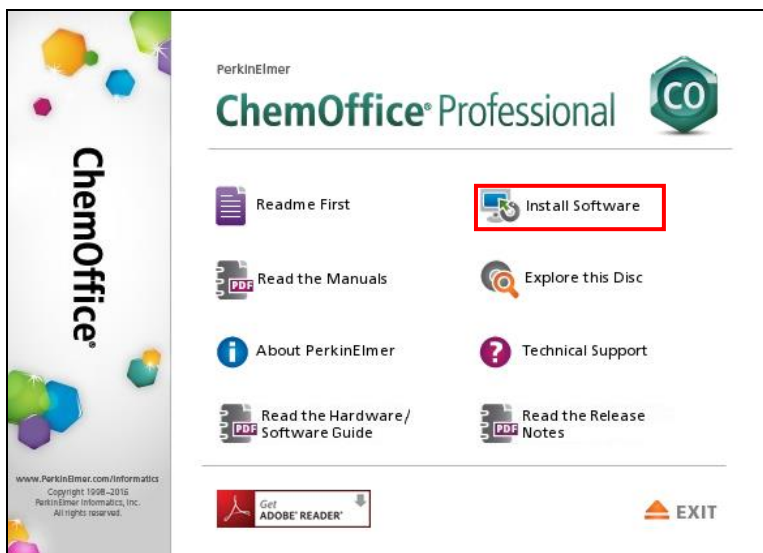 ChemOffice®
PerkinElmer
ChemOffice® Professional
CO
Readme First
Install Software
PDF
Read the Manuals
Explore this Disc
i
About PerkinElmer
?
Technical Support
PDF
Read the Hardware/
Software Guide
PDF
Read the Release
Notes
www.PerkinElmer.com/Informatics
Copyright 1998–2016
PerkinElmer Informatics, Inc.
All rights reserved.
Get
ADOBE® READER®
EXIT